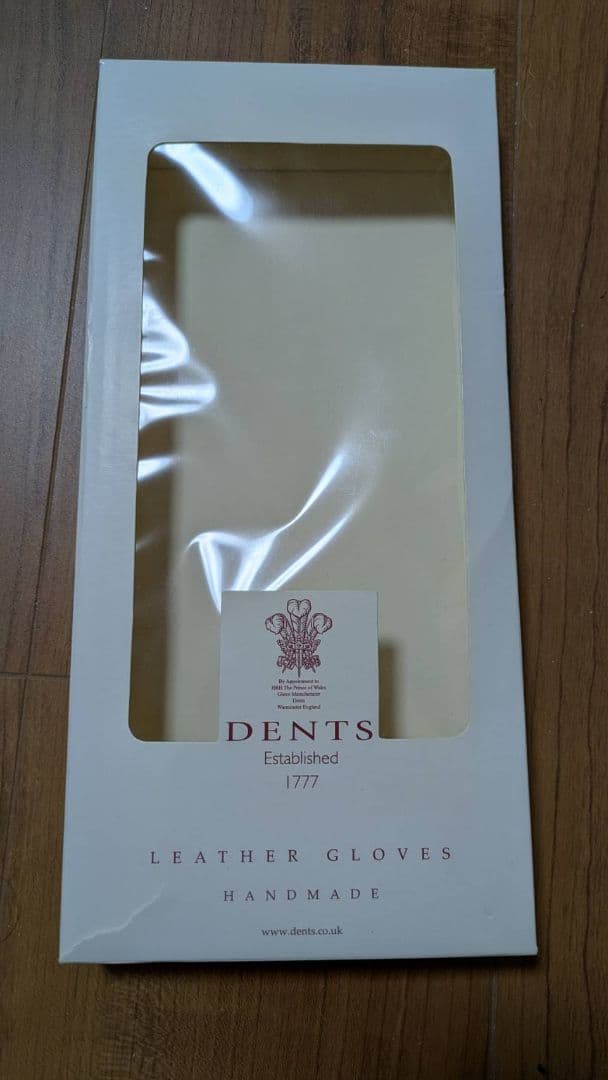 By Appointment to
HRH The Prince of Wales
Glove Manufacturer
Dents
Warminster England
DENTS
Established
1777
LEATHER GLOVES
HANDMADE
www.dents.co.uk